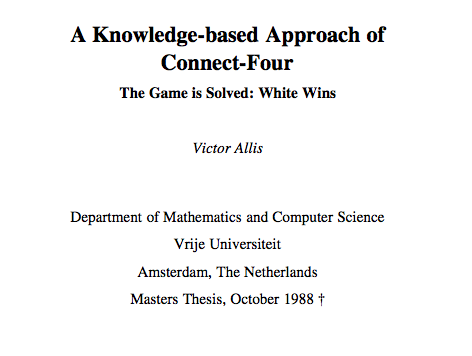 A Knowledge-based Approach of
Connect-Four
The Game is Solved: White Wins
Victor Allis
Department of Mathematics and Computer Science
Vrije Universiteit
Amsterdam, The Netherlands
Masters Thesis, October 1988 †